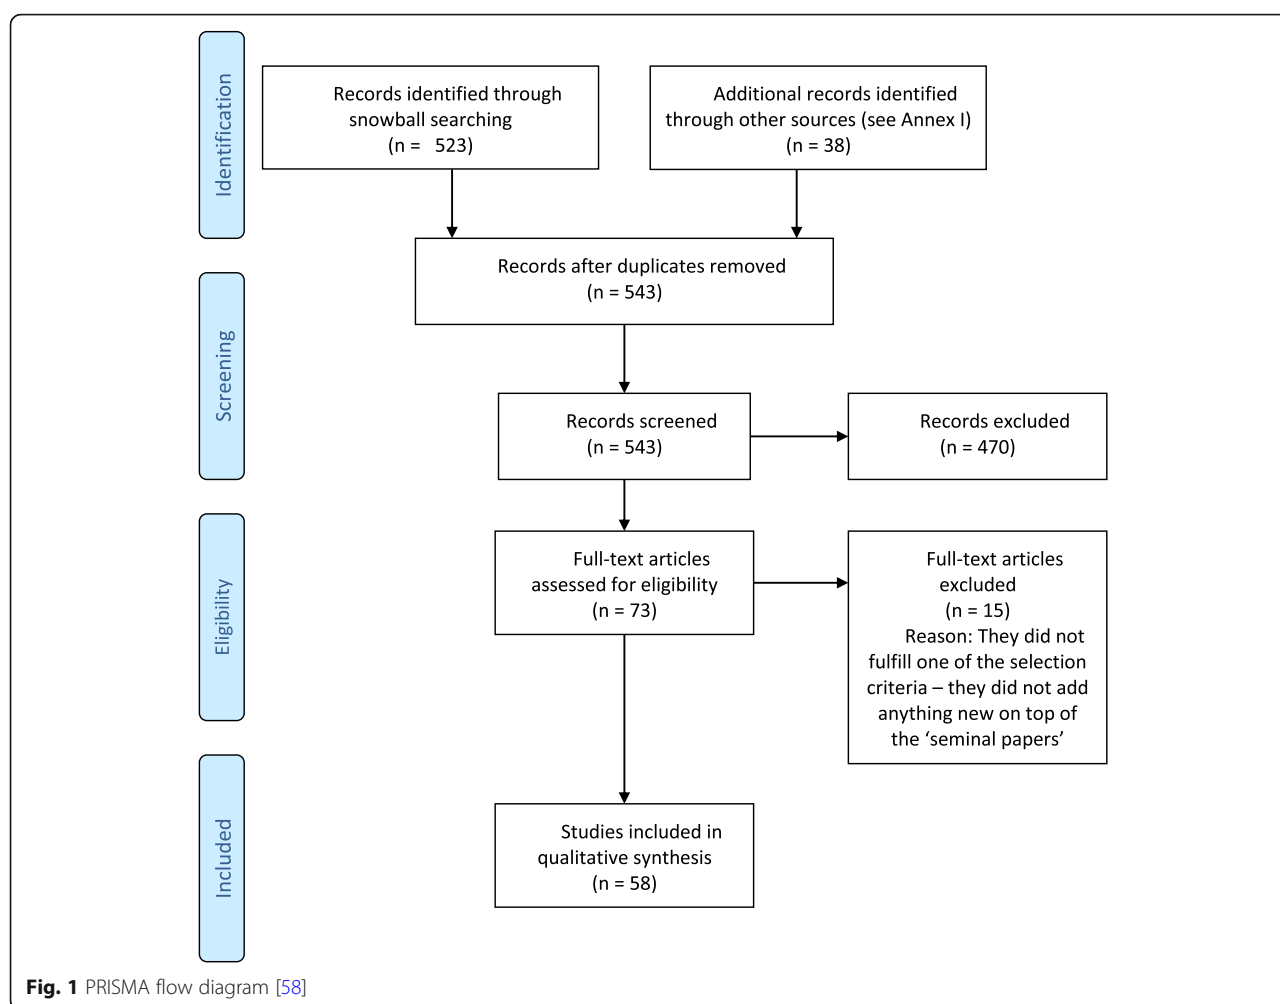 Identification
Records identified through
snowball searching
(n = 523)
Additional records identified
through other sources (see Annex I)
(n = 38)
Records after duplicates removed
(n = 543)
Screening
Records screened
(n = 543)
Records excluded
(n = 470)
Eligibility
Full-text articles
assessed for eligibility
(n = 73)
Full-text articles
excluded
(n = 15)
Reason: They did not
fulfill one of the selection
criteria – they did not add
anything new on top of
the ‘seminal papers’
Included
Studies included in
qualitative synthesis
(n = 58)
Fig. 1 PRISMA flow diagram [58]